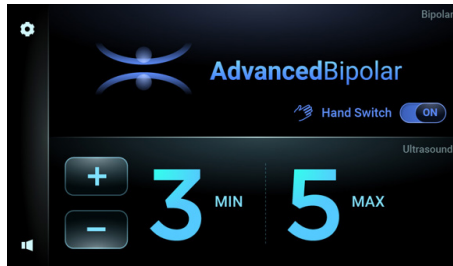 Bipolar
AdvancedBipolar
Hand Switch ON
Ultrasound
+
3 MIN 5 MAX
-